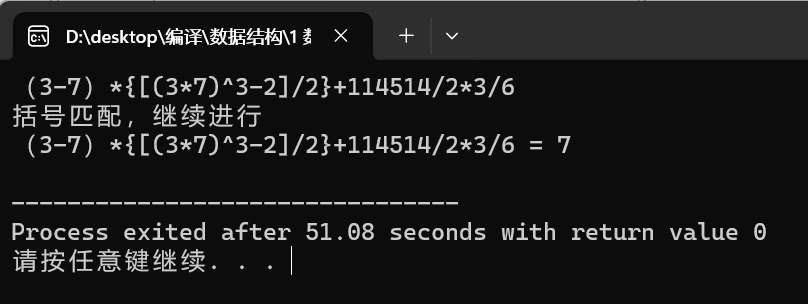 D:\desktop\编译\数据结构\1 数
（3-7）*{[(3*7)^3-2]/2}+114514/2*3/6
括号匹配，继续进行
（3-7）*{[(3*7)^3-2]/2}+114514/2*3/6 = 7
--------------------------------
Process exited after 51.08 seconds with return value 0
请按任意键继续. . .